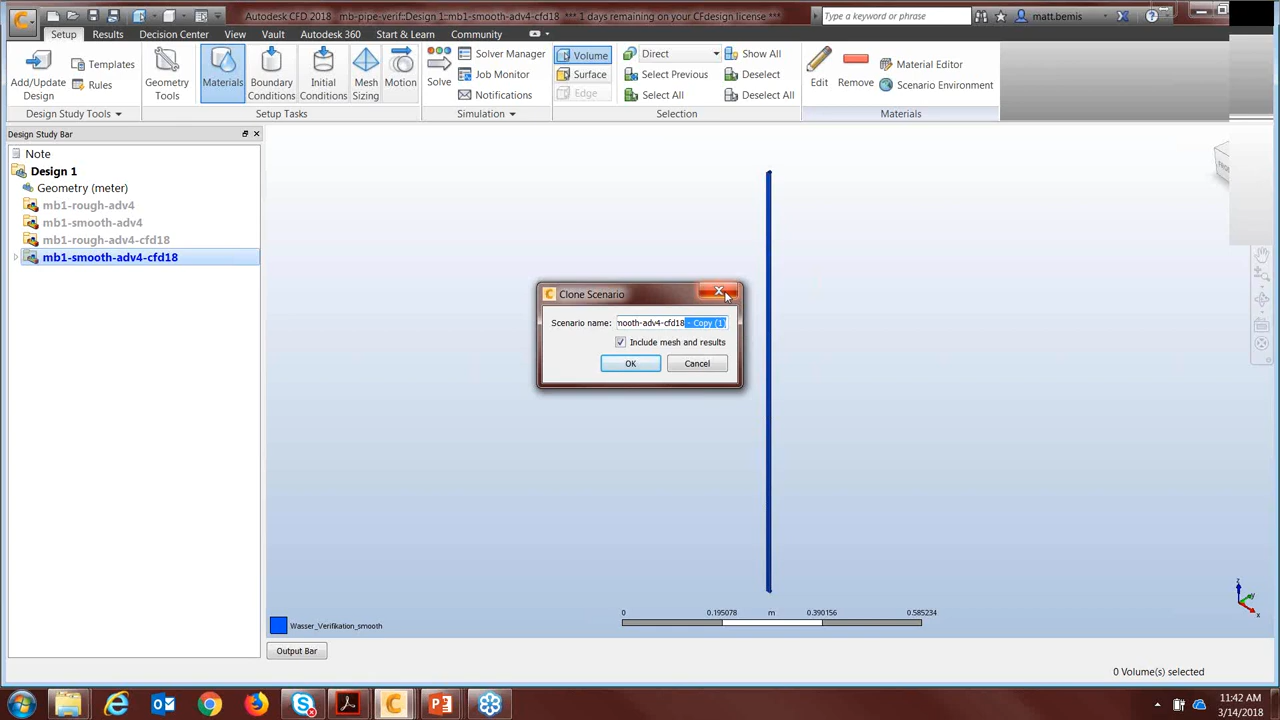 Autodesk CFD 2018 mb-pipe-verif::Design 1::mb1-smooth-adv4-cfd18 *** 1 days remaining on your CFdesign license ***
Type a keyword or phrase
matt.bemis
Setup Results Decision Center View Vault Autodesk 360 Start & Learn Community
Add/Update Design
Templates
Rules
Geometry Tools
Materials
Boundary Conditions
Initial Conditions
Mesh Sizing
Motion
Solve
Solver Manager
Job Monitor
Notifications
Volume
Surface
Edge
Direct
Select Previous
Select All
Show All
Deselect
Deselect All
Edit
Remove
Material Editor
Scenario Environment
Design Study Tools
Setup Tasks
Simulation
Selection
Materials
Design Study Bar
Note
Design 1
Geometry (meter)
mb1-rough-adv4
mb1-smooth-adv4
mb1-rough-adv4-cfd18
mb1-smooth-adv4-cfd18
Clone Scenario
Scenario name: mooth-adv4-cfd18 - Copy (1)
Include mesh and results
OK Cancel
0 0.195078 m 0.390156 0.585234
Wasser_Verifikation_smooth
Output Bar
0 Volume(s) selected
z
y
x
11:42 AM
3/14/2018